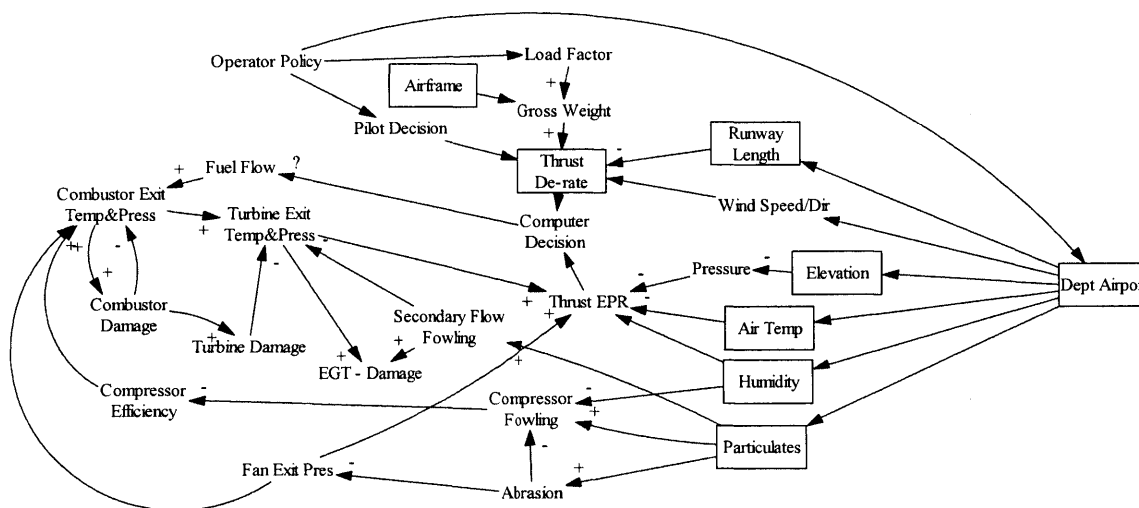 Operator Policy
Load Factor
+
Airframe
Gross Weight
Pilot Decision
+
Runway
Length
-
Thrust
De-rate
Fuel Flow
?
+
Combustor Exit
Temp&Press
Turbine Exit
Temp&Press
+
-
Wind Speed/Dir
Computer
Decision
++
-
+
-
Pressure
-
Elevation
Dept Airport
-
Combustor
Damage
+
Thrust EPR
+
+
-
Air Temp
Secondary Flow
Fowling
+
Turbine Damage
+
EGT - Damage
+
+
Humidity
Compressor
Efficiency
-
Compressor
Fowling
-
+
Particulates
-
Fan Exit Pres
-
+
Abrasion